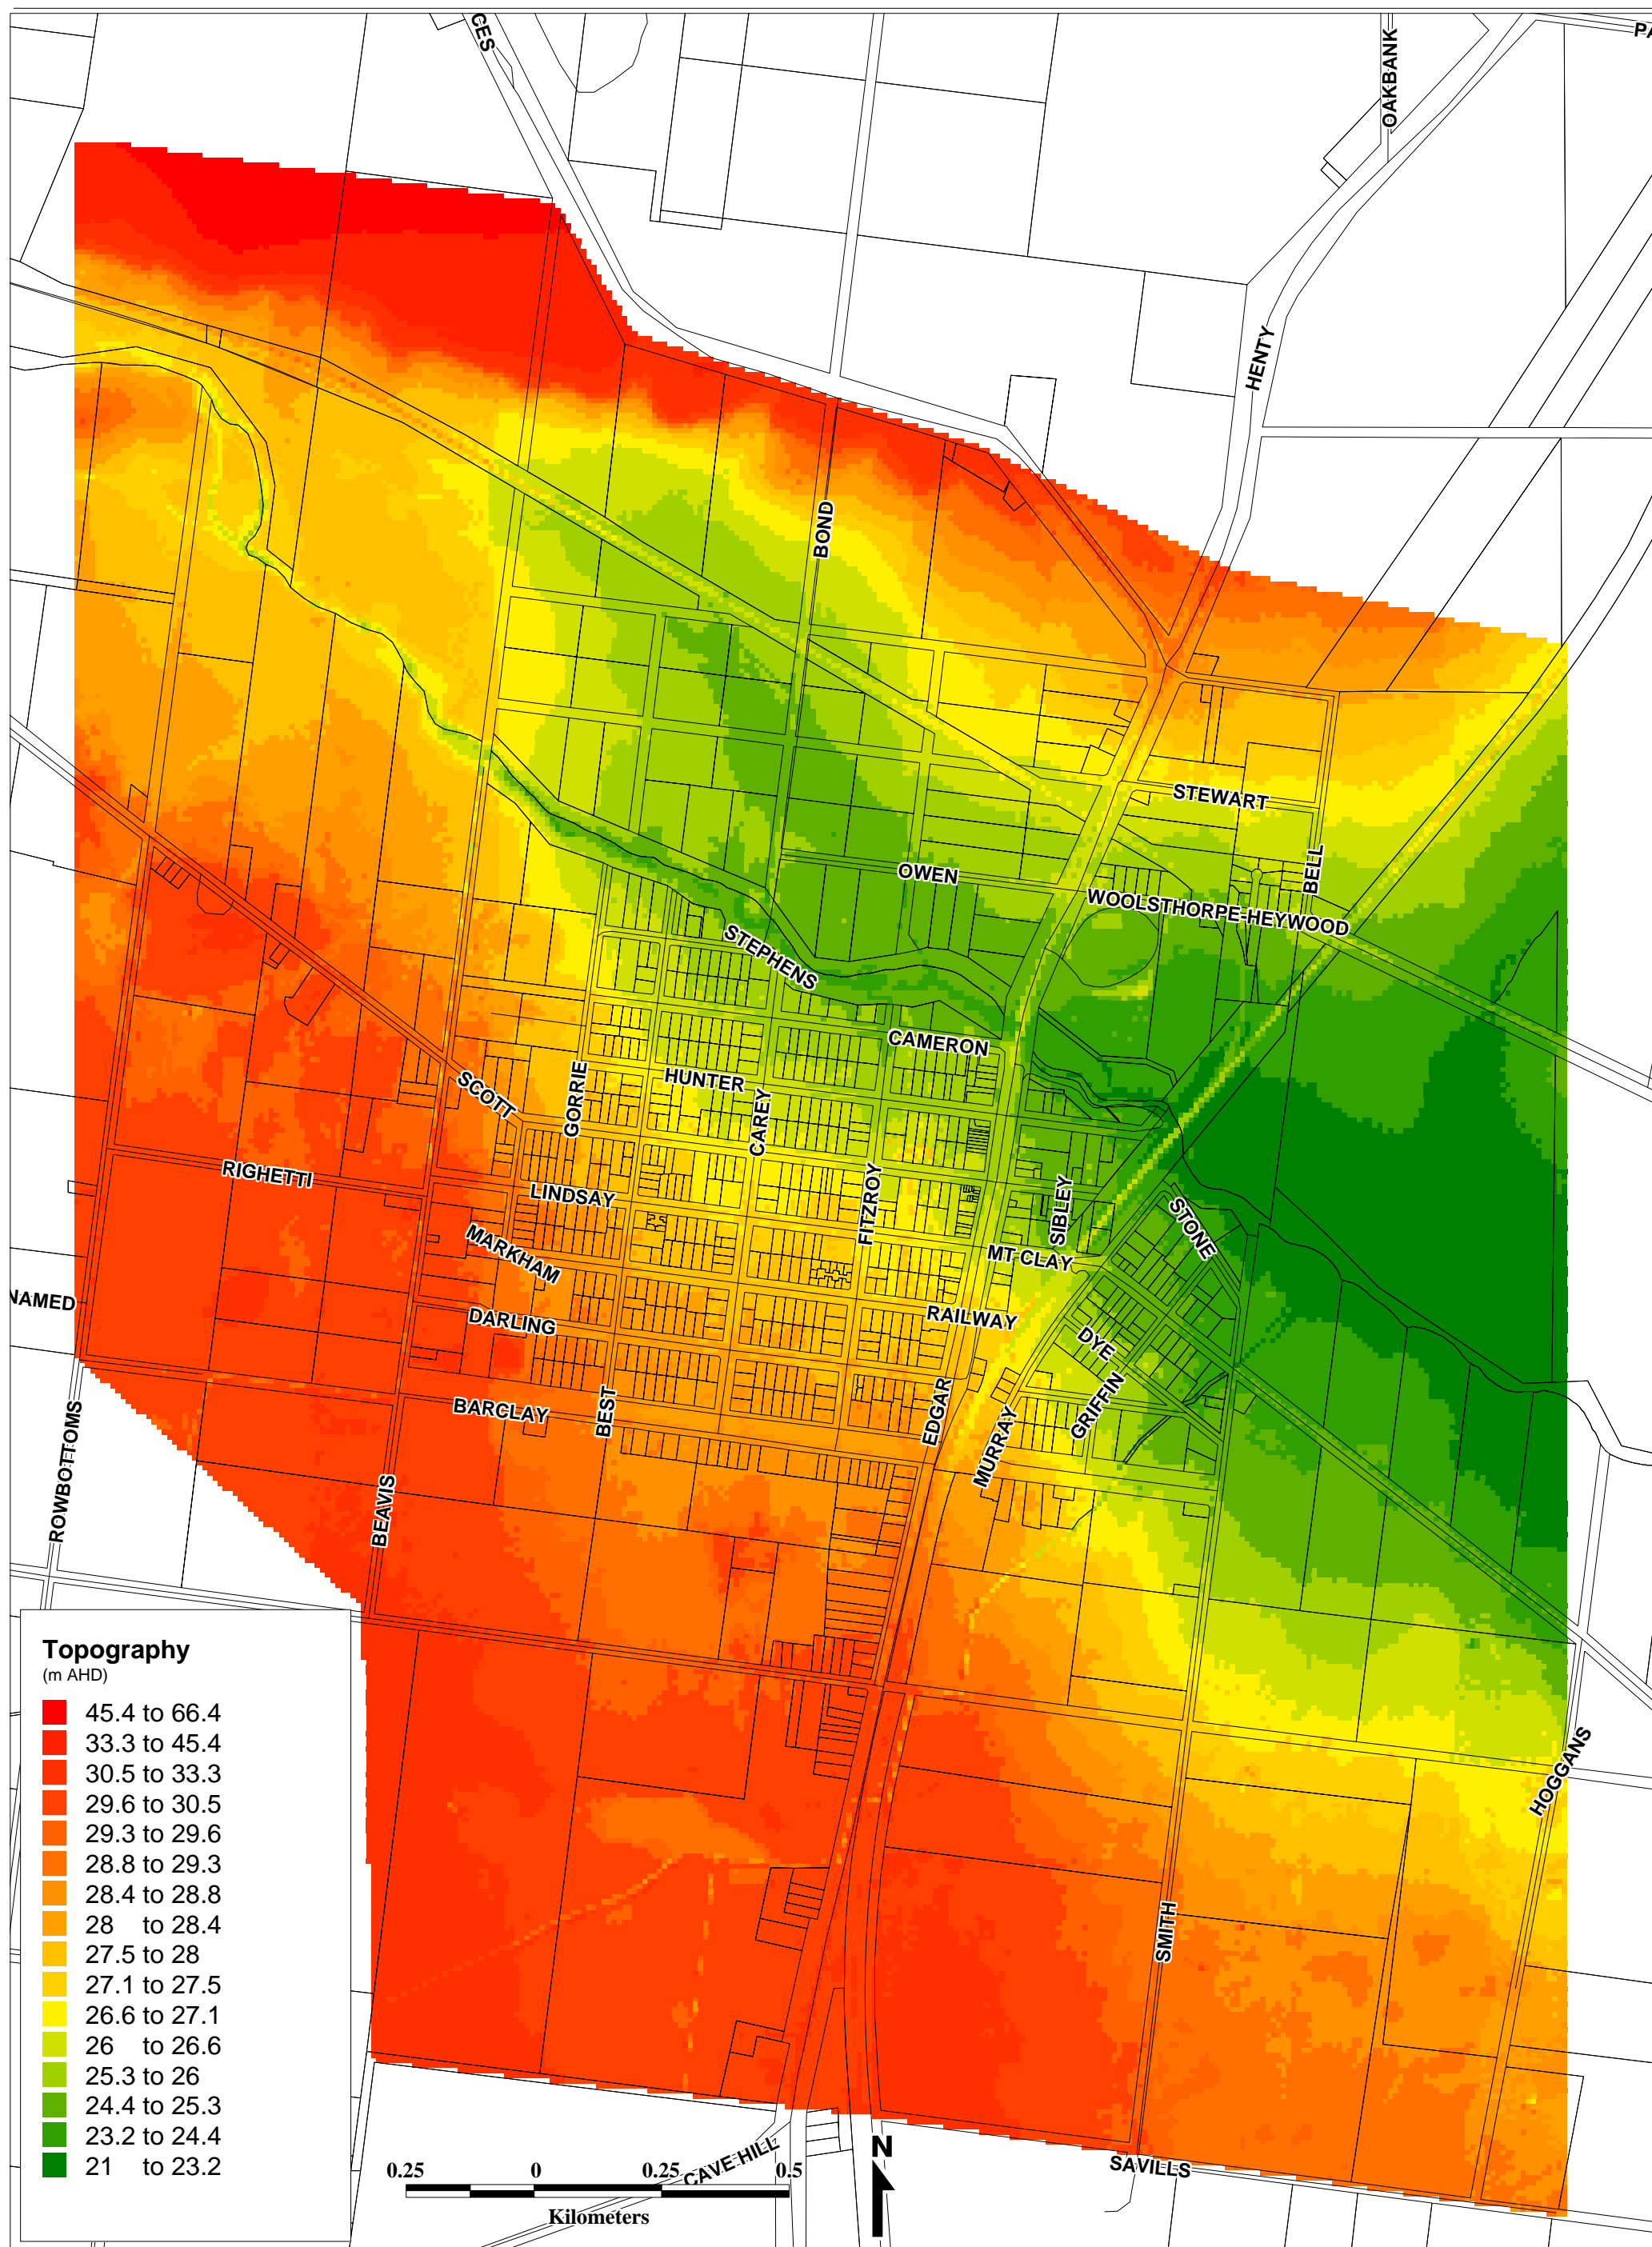 CES
OAKBANK
PA
HENTY
BOND
STEWART
BELL
OWEN
WOOLSTHORPE-HEYWOOD
STEPHENS
CAMERON
HUNTER
SCOTT
GORRIE
CAREY
RIGHETTI
LINDSAY
FITZROY
SIBLEY
STONE
MARKHAM
MT CLAY
NAMED
DARLING
RAILWAY
DYE
BARCLAY
BEST
EDGAR
GRIFFIN
MURRAY
ROWBOTTOMS
BEAVIS
HOGGANS
SMITH
Topography
(m AHD)
45.4 to 66.4
33.3 to 45.4
30.5 to 33.3
29.6 to 30.5
29.3 to 29.6
28.8 to 29.3
28.4 to 28.8
28 to 28.4
27.5 to 28
27.1 to 27.5
26.6 to 27.1
26 to 26.6
25.3 to 26
24.4 to 25.3
23.2 to 24.4
21 to 23.2
CAVE HILL
SAVILLS
N
0.25 0 0.25 0.5
Kilometers